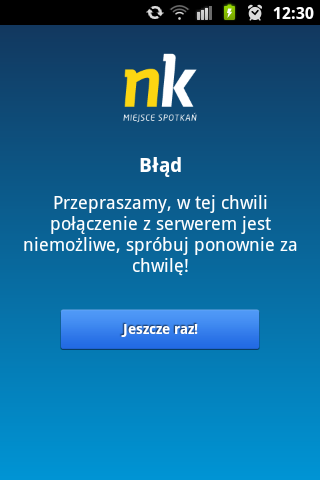 12:30
nk
MIEJSCE SPOTKAŃ
Błąd
Przepraszamy, w tej chwili
połączenie z serwerem jest
niemożliwe, spróbuj ponownie za
chwilę!
Jeszcze raz!